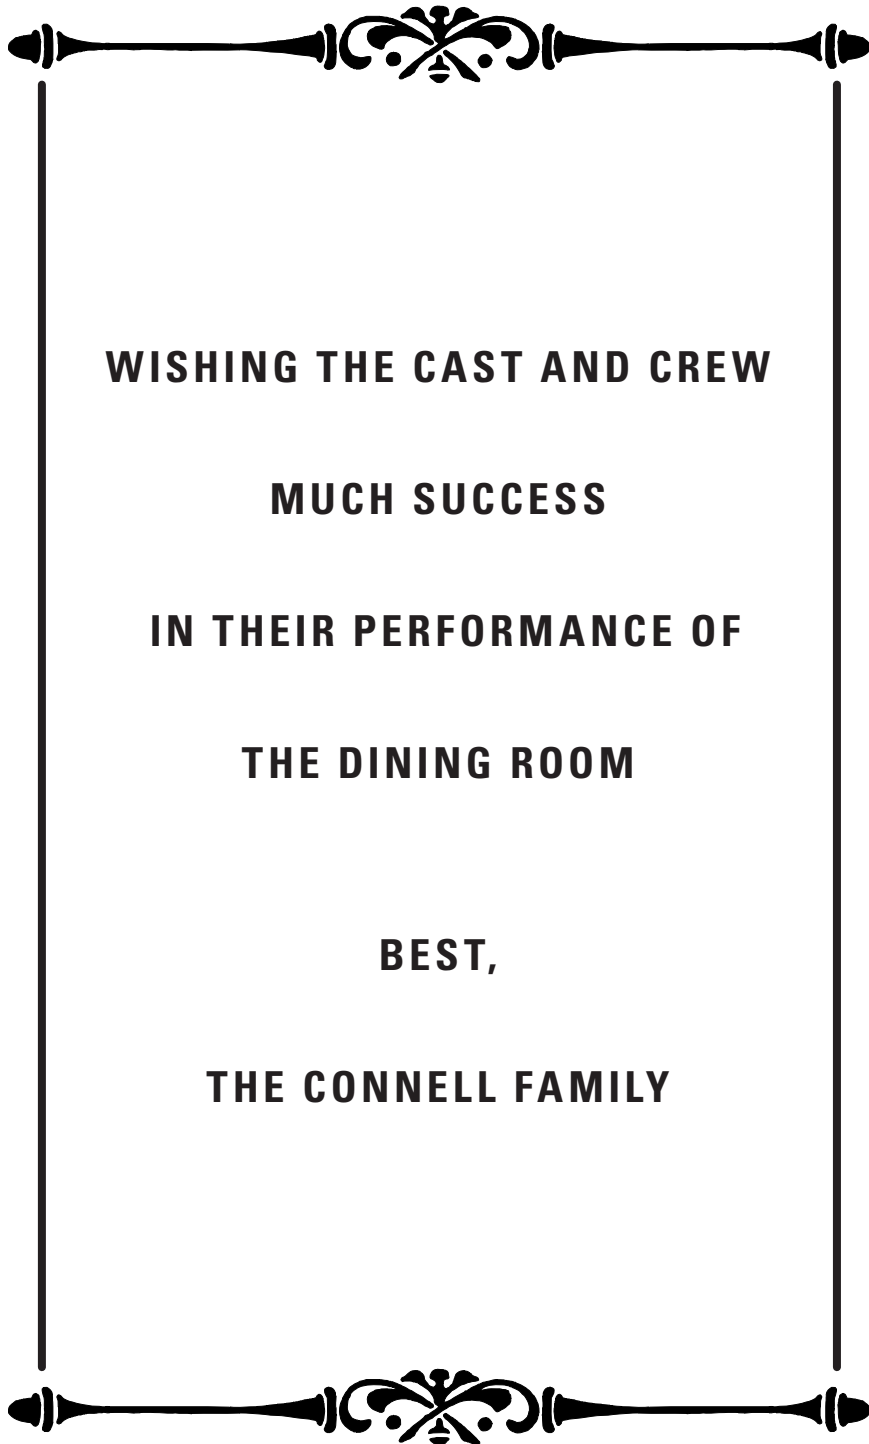 WISHING THE CAST AND CREW
MUCH SUCCESS
IN THEIR PERFORMANCE OF
THE DINING ROOM
BEST,
THE CONNELL FAMILY